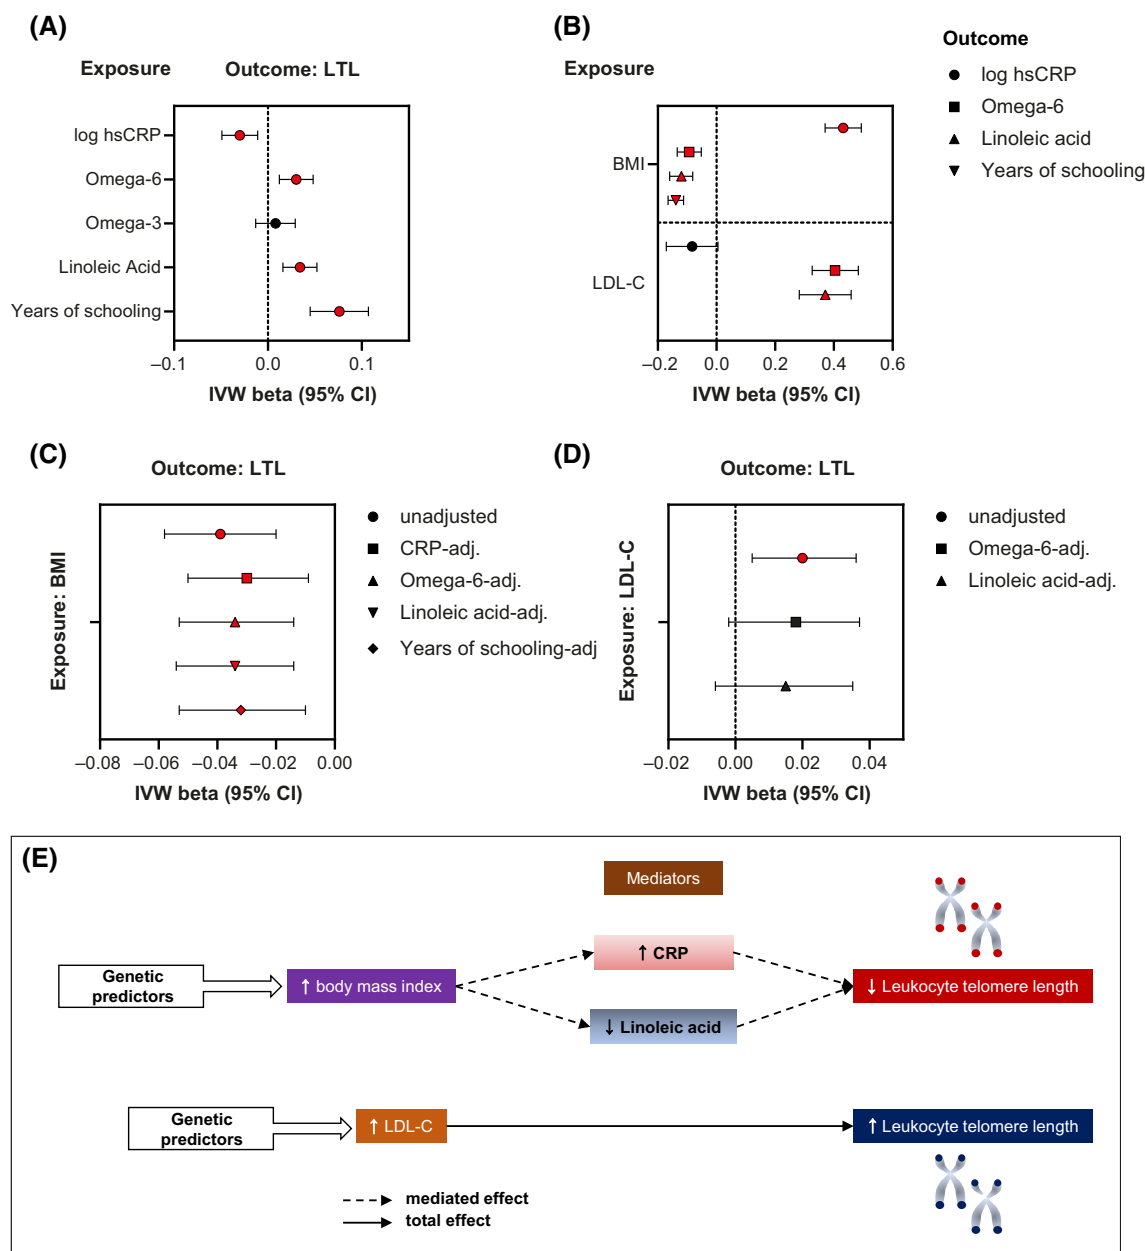 (A)
Exposure
Outcome: LTL
log hsCRP
Omega-6
Omega-3
Linoleic Acid
Years of schooling
–0.1
0.0
0.1
IVW beta (95% CI)
(B)
Exposure
BMI
LDL-C
–0.2
0.0
0.2
0.4
0.6
IVW beta (95% CI)
Outcome
log hsCRP
Omega-6
Linoleic acid
Years of schooling
(C)
Outcome: LTL
Exposure: BMI
–0.08
–0.06
–0.04
–0.02
0.00
IVW beta (95% CI)
unadjusted
CRP-adj.
Omega-6-adj.
Linoleic acid-adj.
Years of schooling-adj
(D)
Outcome: LTL
Exposure: LDL-C
–0.02
0.00
0.02
0.04
IVW beta (95% CI)
unadjusted
Omega-6-adj.
Linoleic acid-adj.
(E)
Mediators
Genetic
predictors
↑ body mass index
↑ CRP
↓ Linoleic acid
↓ Leukocyte telomere length
Genetic
predictors
↑ LDL-C
↑ Leukocyte telomere length
mediated effect
total effect